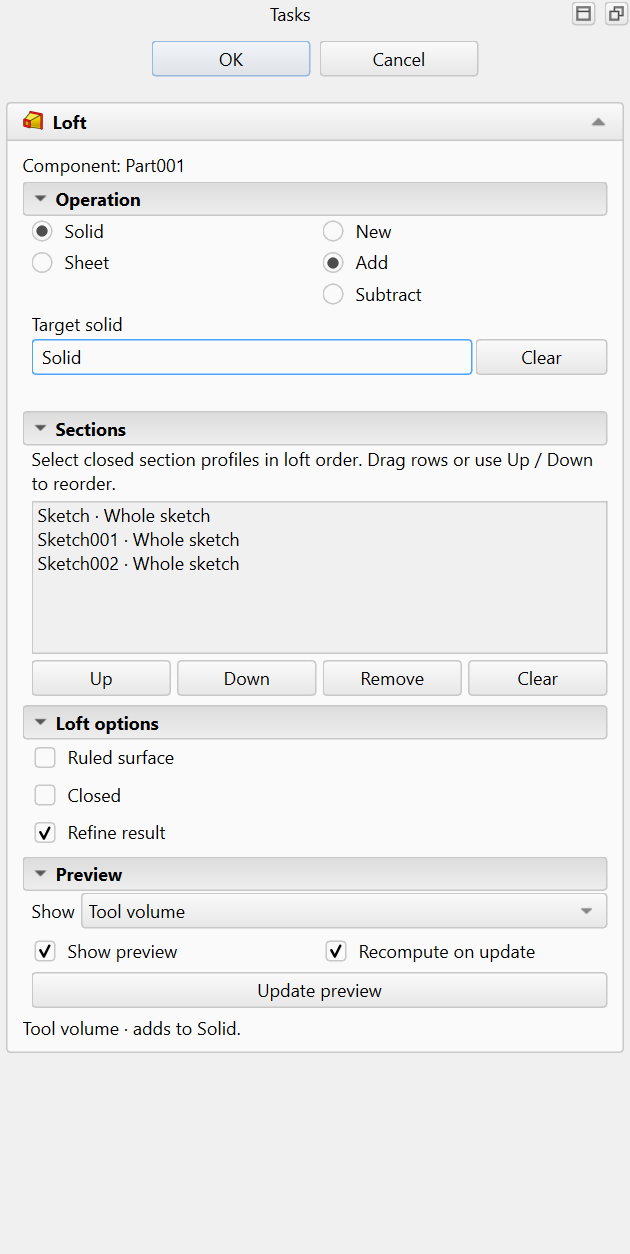 Tasks
OK
Cancel
Loft
Component: Part001
Operation
Solid
New
Sheet
Add
Subtract
Target solid
Solid
Clear
Sections
Select closed section profiles in loft order. Drag rows or use Up / Down
to reorder.
Sketch · Whole sketch
Sketch001 · Whole sketch
Sketch002 · Whole sketch
Up
Down
Remove
Clear
Loft options
Ruled surface
Closed
Refine result
Preview
Show
Tool volume
Show preview
Recompute on update
Update preview
Tool volume · adds to Solid.